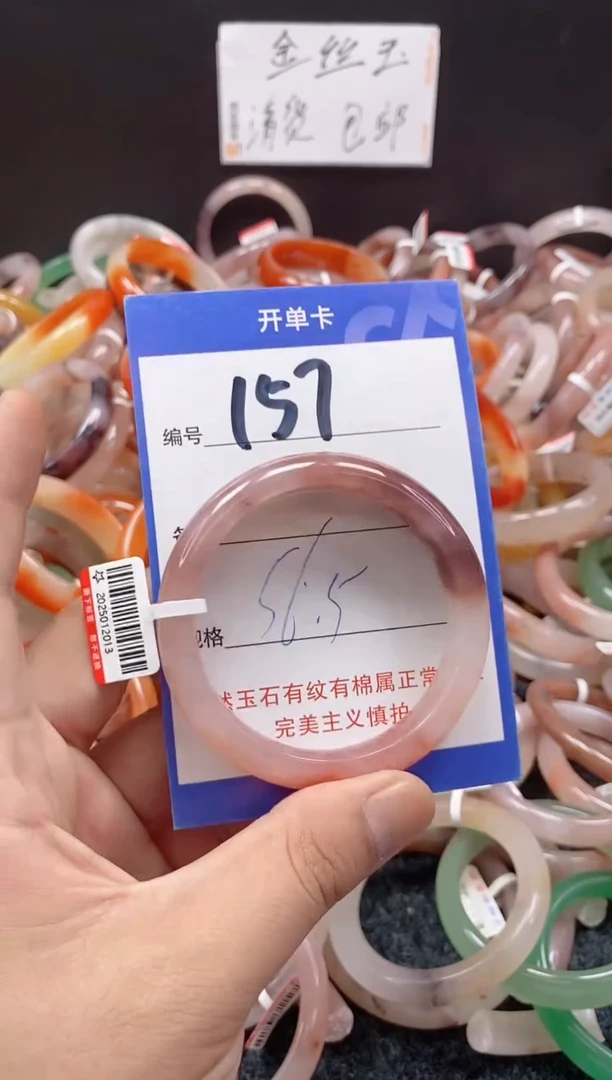 金丝玉
清货 包邮
开单卡
编号 157
规格 56.5
然玉石有纹有棉属正常
完美主义慎拍
2025012013